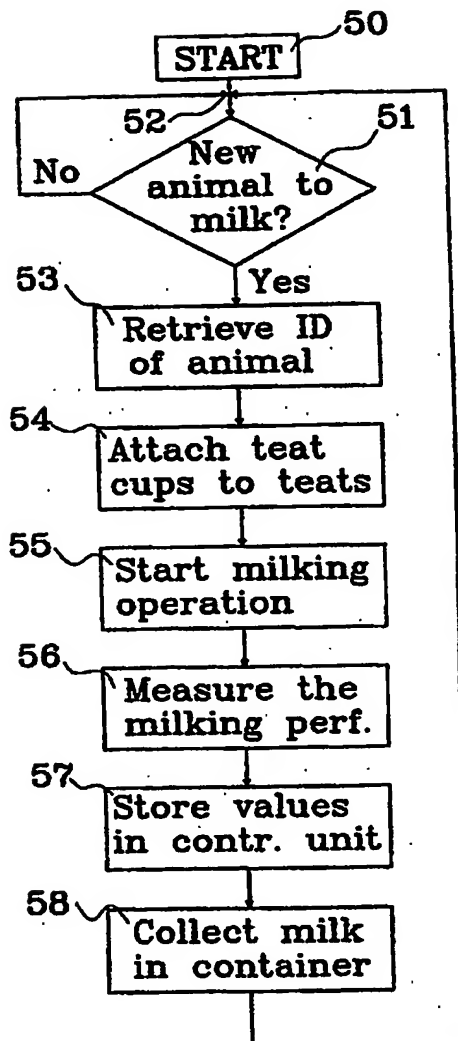 50
START
52
51
New
animal to
milk?
No
Yes
53
Retrieve ID
of animal
54
Attach teat
cups to teats
55
Start milking
operation
56
Measure the
milking perf.
57
Store values
in contr. unit
58
Collect milk
in container